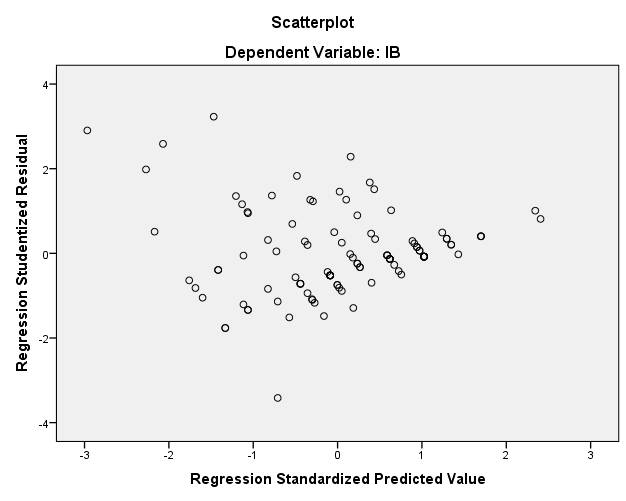 Scatterplot
Dependent Variable: IB
Regression Studentized Residual
4
2
0
-2
-4
-3 -2 -1 0 1 2 3
Regression Standardized Predicted Value